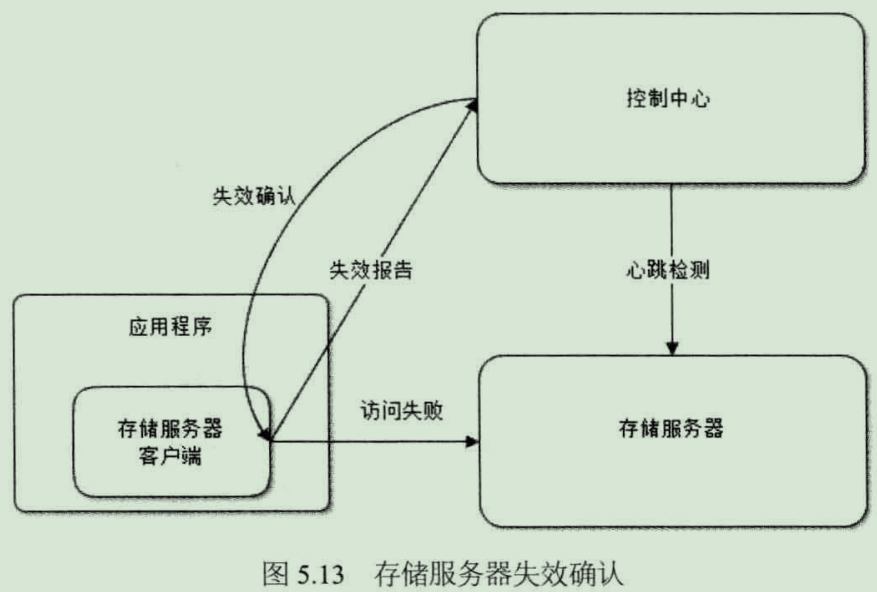 控制中心
失效确认
失效报告
心跳检测
应用程序
访问失败
存储服务器
客户端
存储服务器
图 5.13 存储服务器失效确认